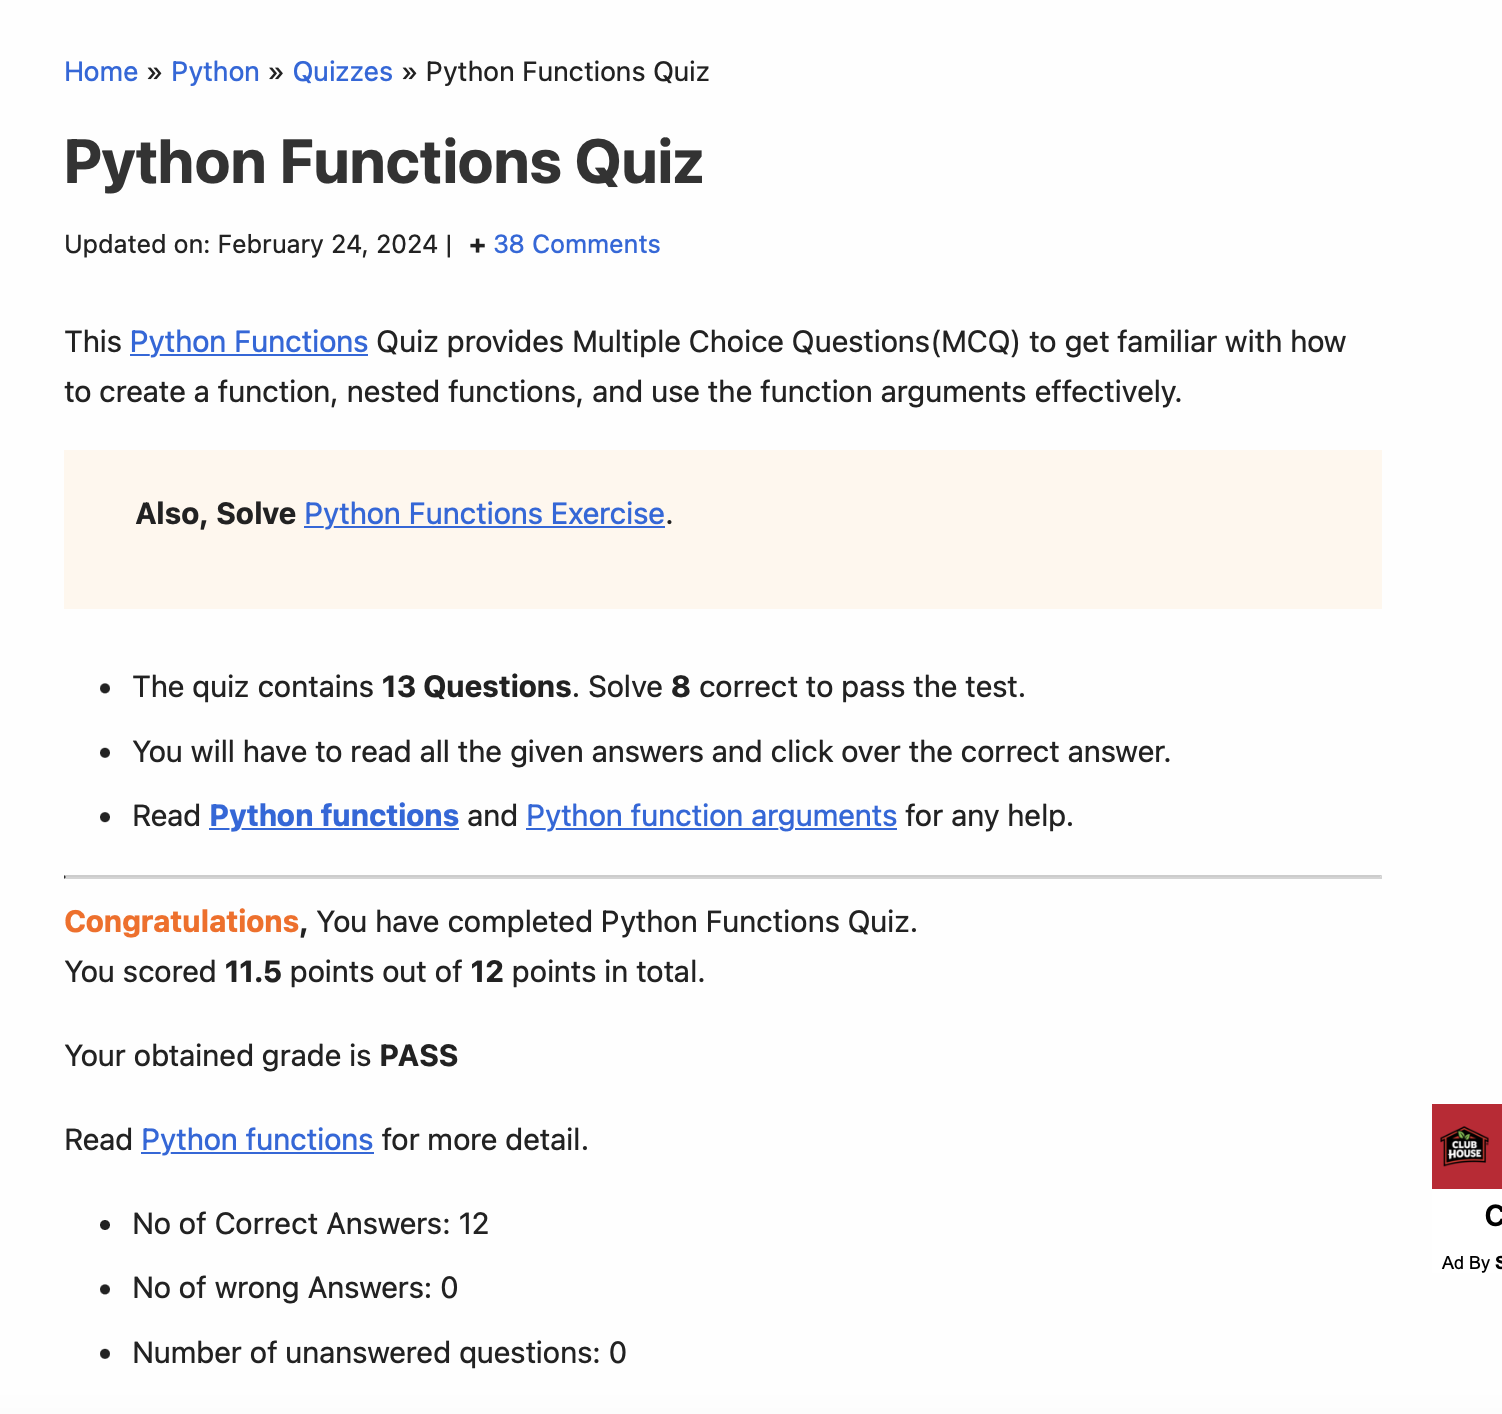 Home » Python » Quizzes » Python Functions Quiz
Python Functions Quiz
Updated on: February 24, 2024 | + 38 Comments
This Python Functions Quiz provides Multiple Choice Questions(MCQ) to get familiar with how
to create a function, nested functions, and use the function arguments effectively.
Also, Solve Python Functions Exercise.
• The quiz contains 13 Questions. Solve 8 correct to pass the test.
• You will have to read all the given answers and click over the correct answer.
• Read Python functions and Python function arguments for any help.
Congratulations, You have completed Python Functions Quiz.
You scored 11.5 points out of 12 points in total.
Your obtained grade is PASS
Read Python functions for more detail.
CLUB
HOUSE
Ad By
• No of Correct Answers: 12
• No of wrong Answers: 0
• Number of unanswered questions: 0